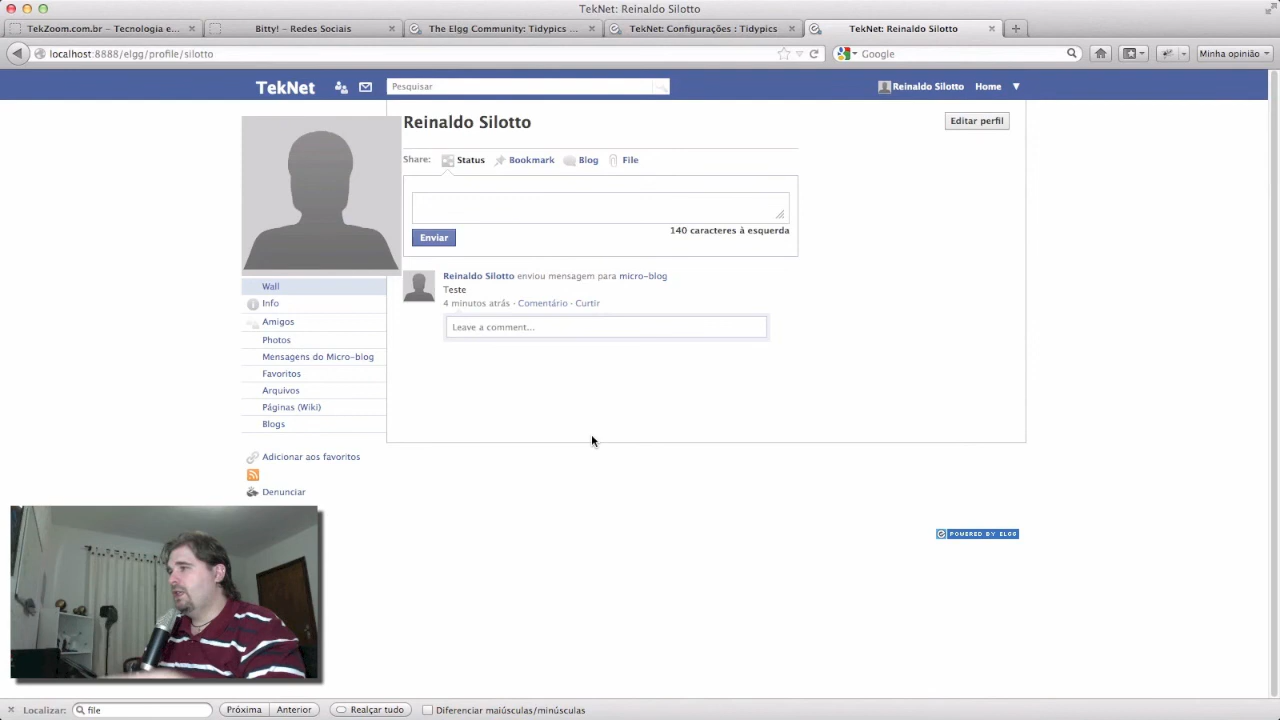 TekNet: Reinaldo Silotto
TekZoom.com.br – Tecnologia e...
Bitty! – Redes Sociais
The Elgg Community: Tidypics ...
TekNet: Configurações : Tidypics
TekNet: Reinaldo Silotto
localhost:8888/elgg/profile/silotto
Google
Minha opinião
TekNet
Pesquisar
Reinaldo Silotto
Home
Reinaldo Silotto
Editar perfil
Share:
Status
Bookmark
Blog
File
140 caracteres à esquerda
Enviar
Reinaldo Silotto enviou mensagem para micro-blog
Teste
4 minutos atrás · Comentário · Curtir
Leave a comment...
Wall
Info
Amigos
Photos
Mensagens do Micro-blog
Favoritos
Arquivos
Páginas (Wiki)
Blogs
Adicionar aos favoritos
Denunciar
POWERED BY ELGG
Localizar:
file
Próxima
Anterior
Realçar tudo
Diferenciar maiúsculas/minúsculas